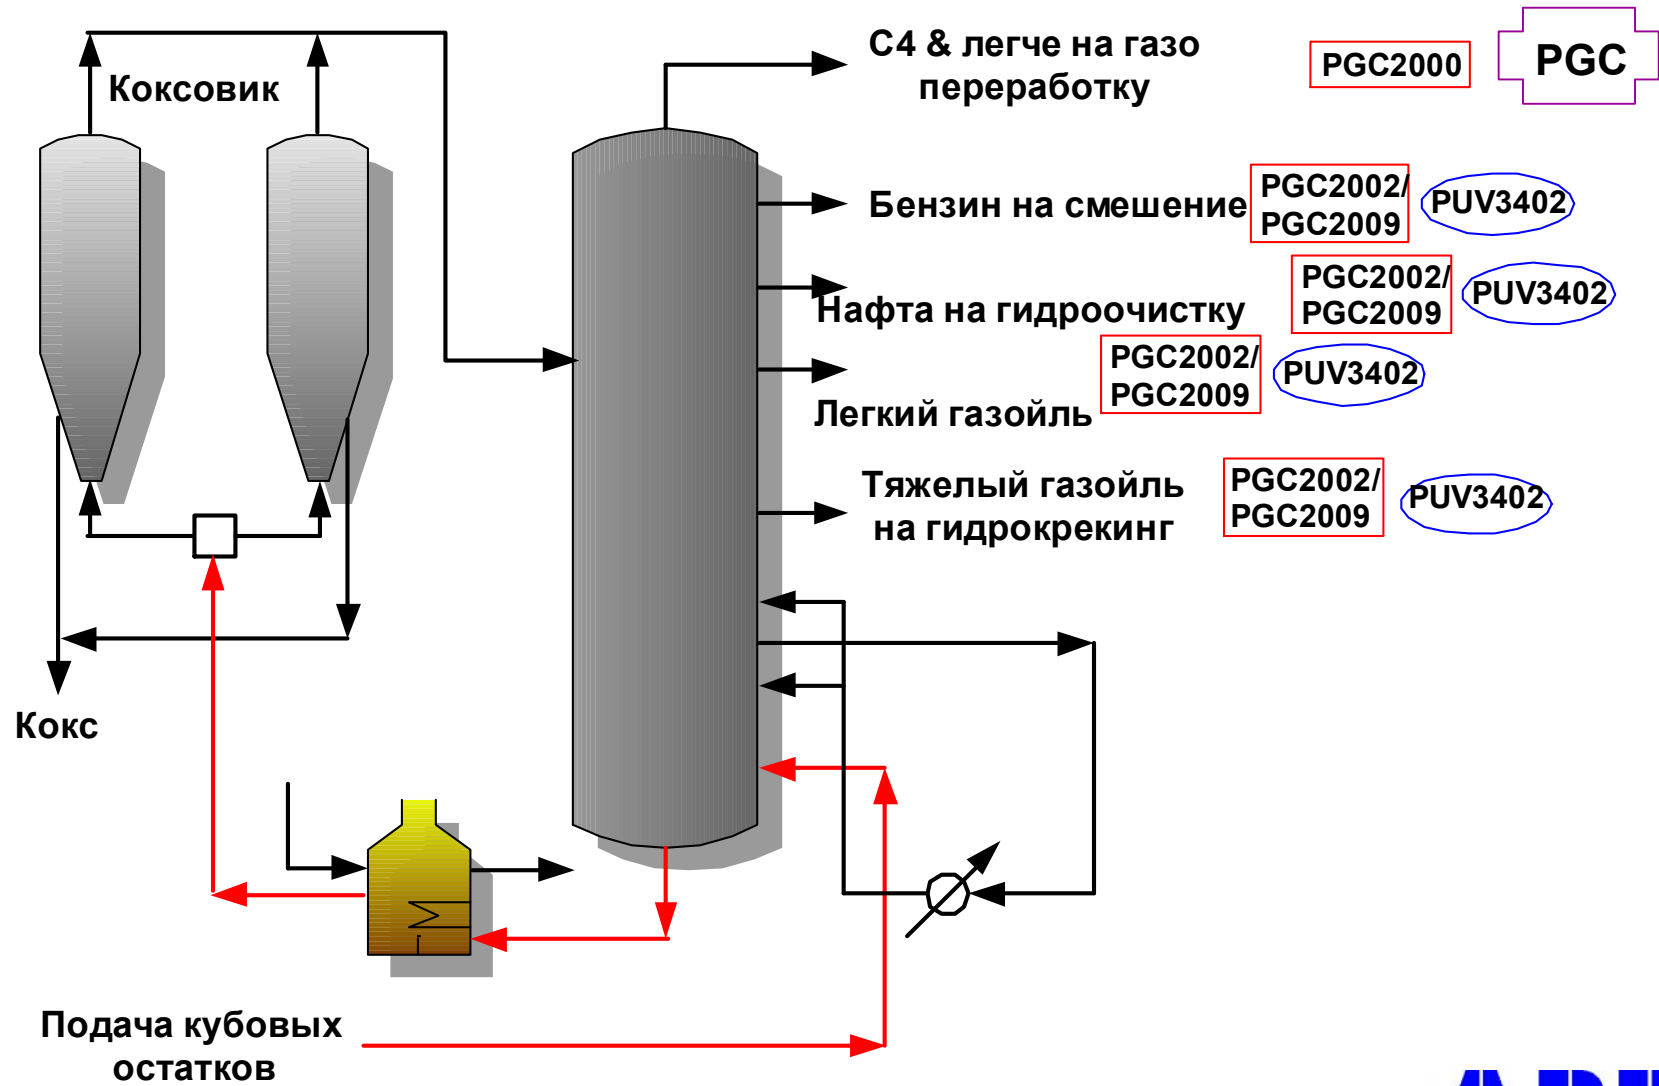 С4 & легче на газо
переработку
PGC2000
PGC
Коксовик
Бензин на смешение
PGC2002/
PGC2009
PUV3402
Нафта на гидроочистку
PGC2002/
PGC2009
PUV3402
Легкий газойль
PGC2002/
PGC2009
PUV3402
Тяжелый газойль
на гидрокрекинг
PGC2002/
PGC2009
PUV3402
Кокс
Подача кубовых
остатков